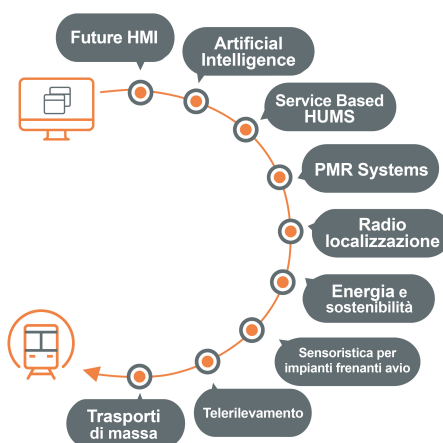 Future HMI
Artificial
Intelligence
Service Based
HUMS
PMR Systems
Radio
localizzazione
Energia e
sostenibilità
Sensoristica per
impianti frenanti avio
Telerilevamento
Trasporti
di massa